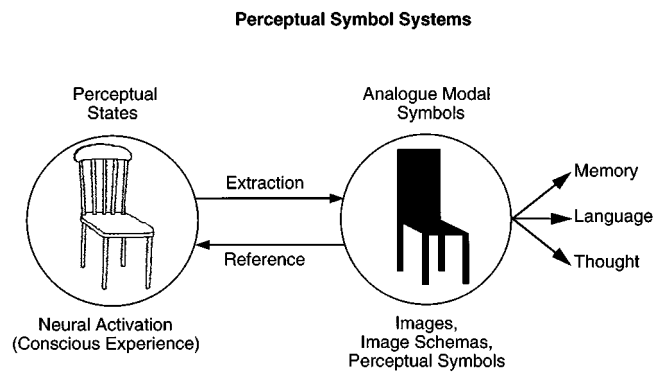 Perceptual Symbol Systems
Perceptual
States
Analogue Modal
Symbols
Extraction
Reference
Memory
Language
Thought
Neural Activation
(Conscious Experience)
Images,
Image Schemas,
Perceptual Symbols